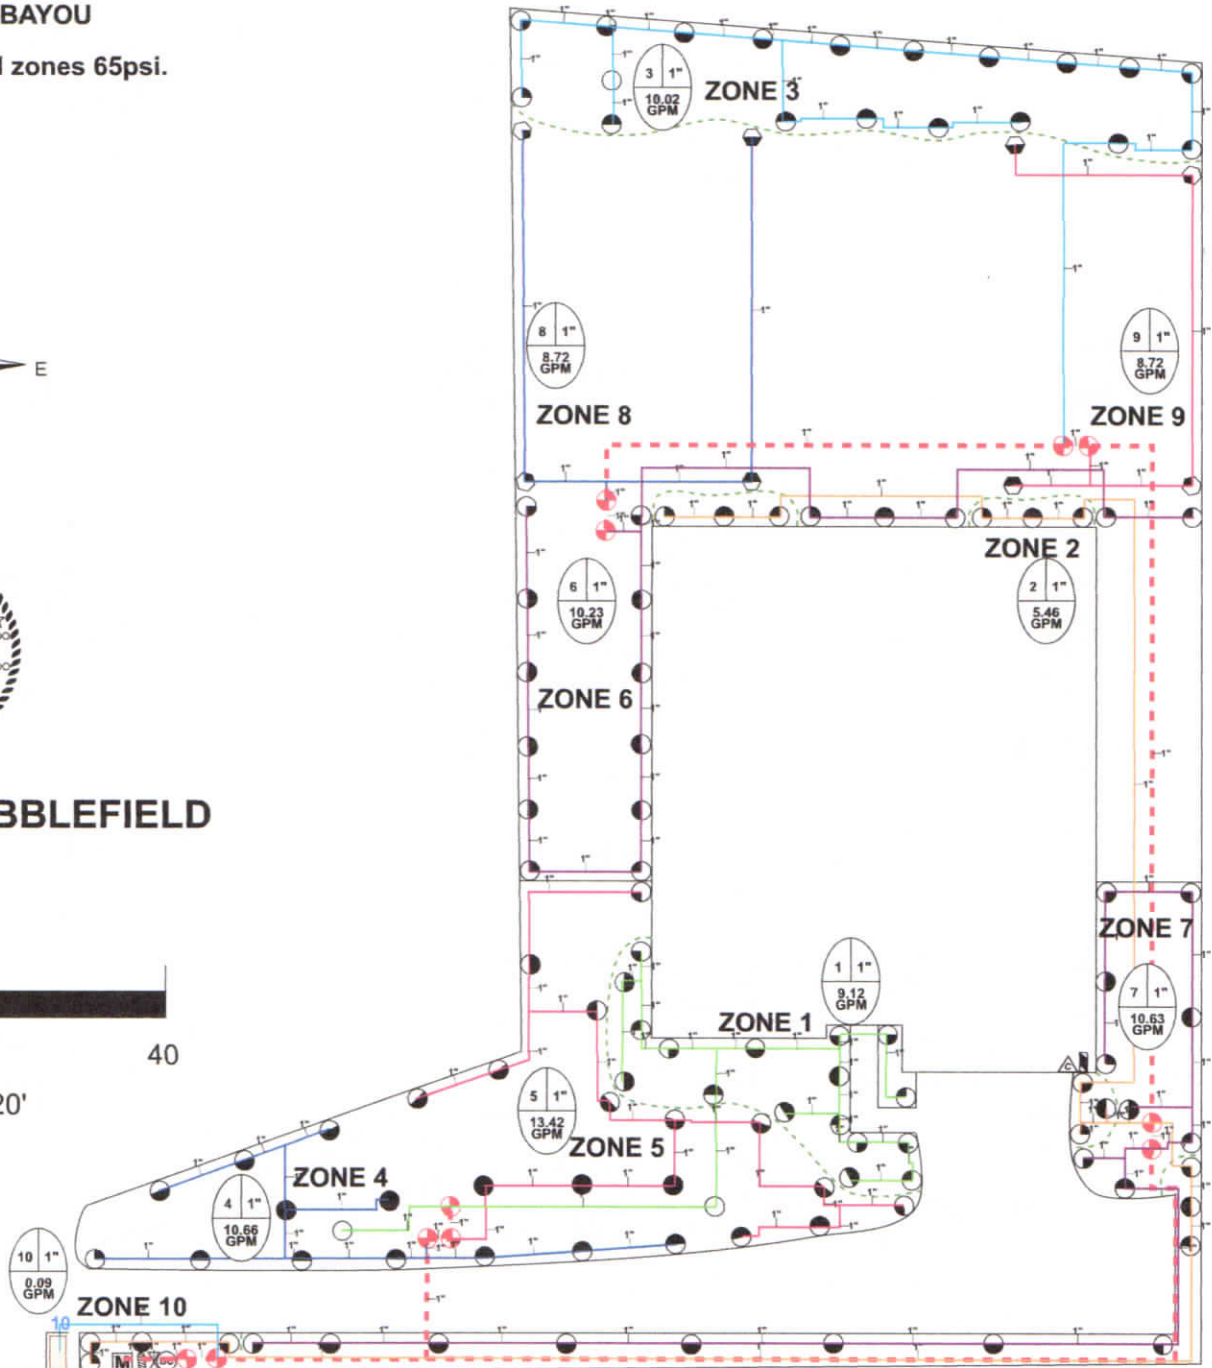 BAYOU
zones 65psi.
3 1"
10.02
GPM
ZONE 3
E
8 1"
8.72
GPM
ZONE 8
9 1"
8.72
GPM
ZONE 9
ZONE 2
2 1"
5.46
GPM
6 1"
10.23
GPM
ZONE 6
BBLEFIELD
40
20'
ZONE 7
7 1"
10.63
GPM
1 1"
9.12
GPM
ZONE 1
C
5 1"
13.42
GPM
ZONE 5
ZONE 4
4 1"
10.66
GPM
10 1"
0.09
GPM
ZONE 10
10
M
1"